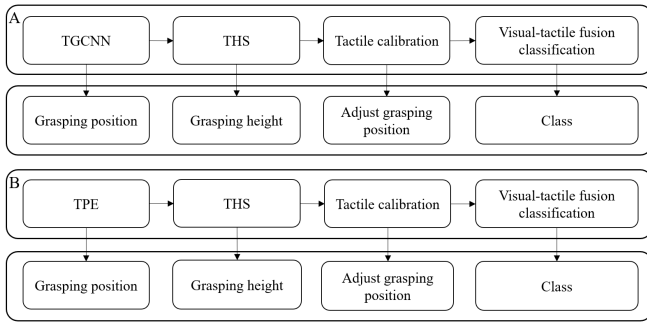 A
TGCNN
THS
Tactile calibration
Visual-tactile fusion
classification
Grasping position
Grasping height
Adjust grasping
position
Class
B
TPE
THS
Tactile calibration
Visual-tactile fusion
classification
Grasping position
Grasping height
Adjust grasping
position
Class